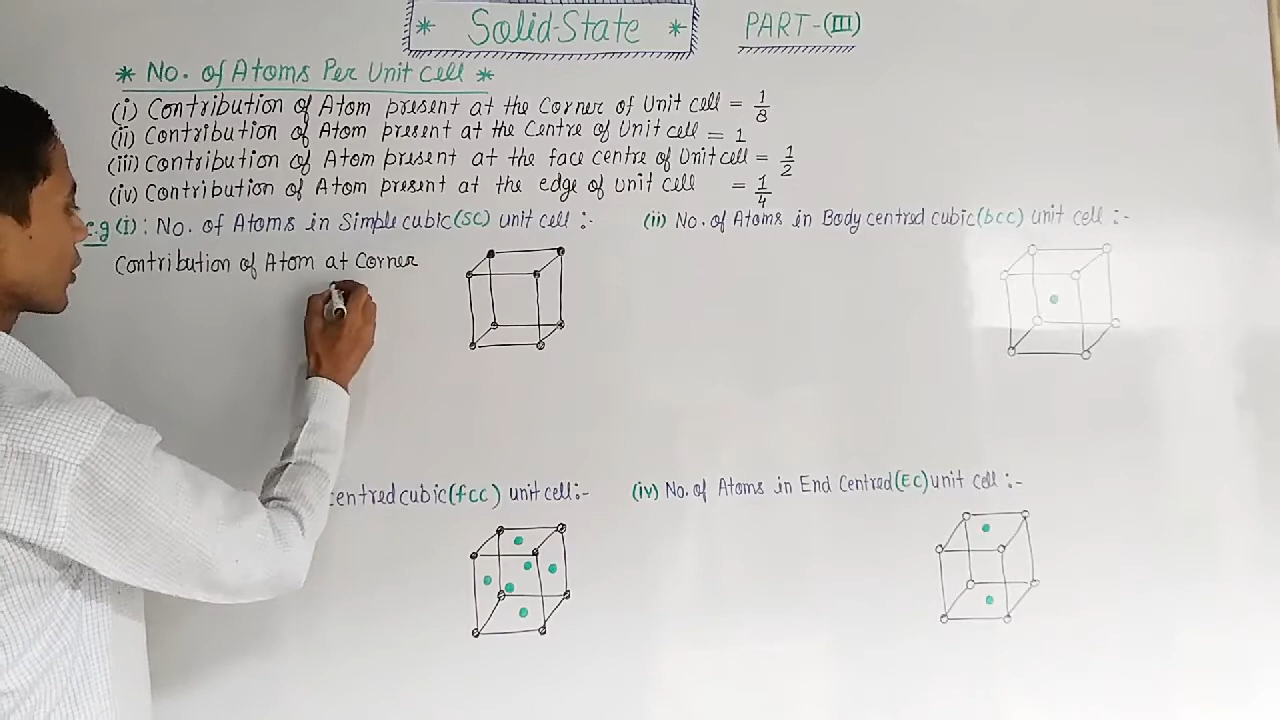 * Solid-State *
PART-(III)
* No. of Atoms Per Unit cell *
(i) Contribution of Atom present at the Corner of Unit cell = 1/8
(ii) Contribution of Atom present at the Centre of Unit cell = 1
(iii) Contribution of Atom present at the face centre of Unit cell = 1/2
(iv) Contribution of Atom present at the edge of unit cell = 1/4
e.g (i): No. of Atoms in Simple cubic (SC) unit cell :-
Contribution of Atom at Corner
(ii) No. of Atoms in Body centred cubic (bcc) unit cell :-
centred cubic (fcc) unit cell:-
(iv) No. of Atoms in End Centred (EC) unit cell :-